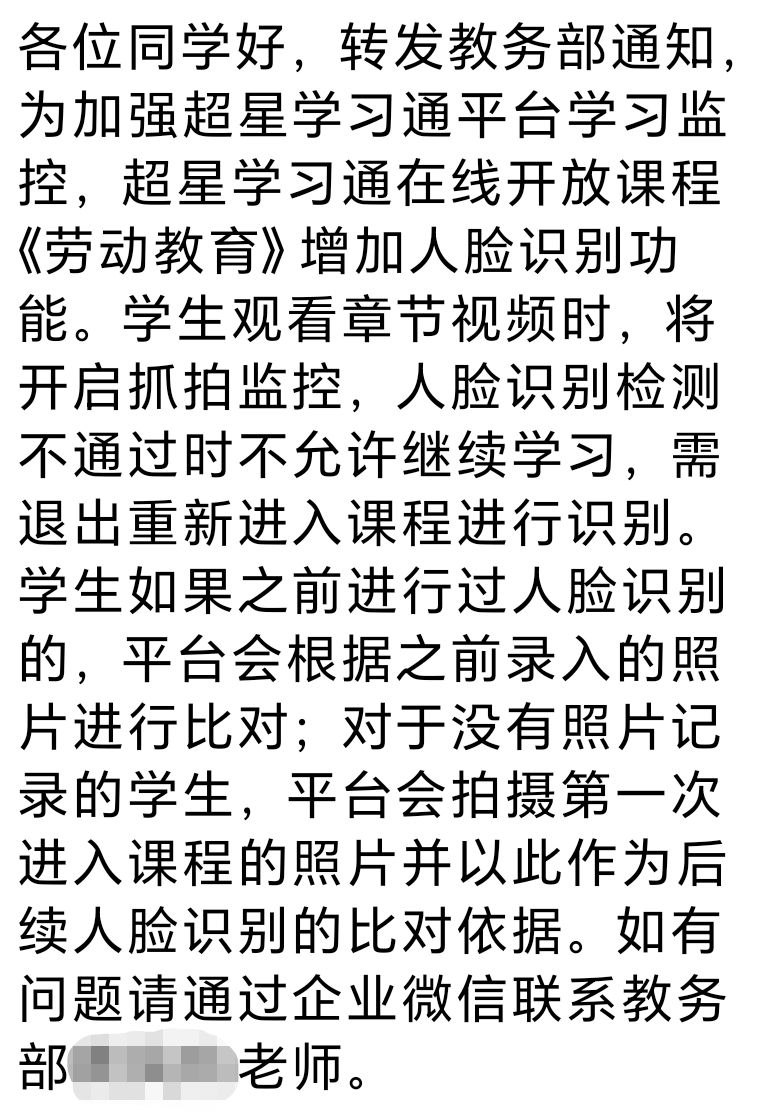 各位同学好，转发教务部通知，
为加强超星学习通平台学习监
控，超星学习通在线开放课程
《劳动教育》增加人脸识别功
能。学生观看章节视频时，将
开启抓拍监控，人脸识别检测
不通过时不允许继续学习，需
退出重新进入课程进行识别。
学生如果之前进行过人脸识别
的，平台会根据之前录入的照
片进行比对；对于没有照片记
录的学生，平台会拍摄第一次
进入课程的照片并以此作为后
续人脸识别的比对依据。如有
问题请通过企业微信联系教务
部老师。